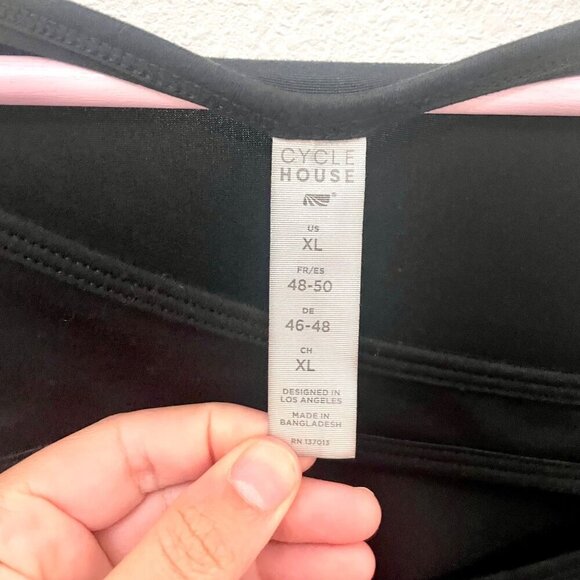 CYCLE
HOUSE
®
US
XL
FR/ES
48-50
DE
46-48
CH
XL
DESIGNED IN
LOS ANGELES
MADE IN
BANGLADESH
RN 137013